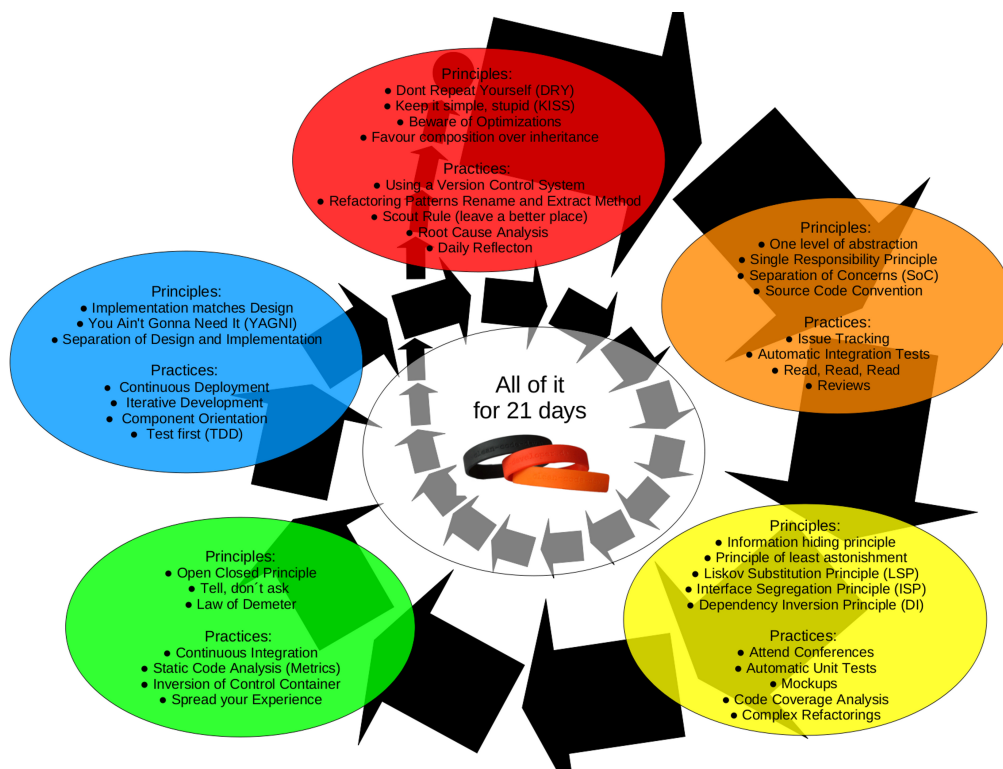 Principles:
● Dont Repeat Yourself (DRY)
● Keep it simple, stupid (KISS)
● Beware of Optimizations
● Favour composition over inheritance
Practices:
● Using a Version Control System
● Refactoring Patterns Rename and Extract Method
● Scout Rule (leave a better place)
● Root Cause Analysis
● Daily Reflecton
Principles:
● One level of abstraction
● Single Responsibility Principle
● Separation of Concerns (SoC)
● Source Code Convention
Practices:
● Issue Tracking
● Automatic Integration Tests
● Read, Read, Read
● Reviews
Principles:
● Information hiding principle
● Principle of least astonishment
● Liskov Substitution Principle (LSP)
● Interface Segregation Principle (ISP)
● Dependency Inversion Principle (DI)
Practices:
● Attend Conferences
● Automatic Unit Tests
● Mockups
● Code Coverage Analysis
● Complex Refactorings
Principles:
● Open Closed Principle
● Tell, don´t ask
● Law of Demeter
Practices:
● Continuous Integration
● Static Code Analysis (Metrics)
● Inversion of Control Container
● Spread your Experience
Principles:
● Implementation matches Design
● You Ain't Gonna Need It (YAGNI)
● Separation of Design and Implementation
Practices:
● Continuous Deployment
● Iterative Development
● Component Orientation
● Test first (TDD)
All of it
for 21 days